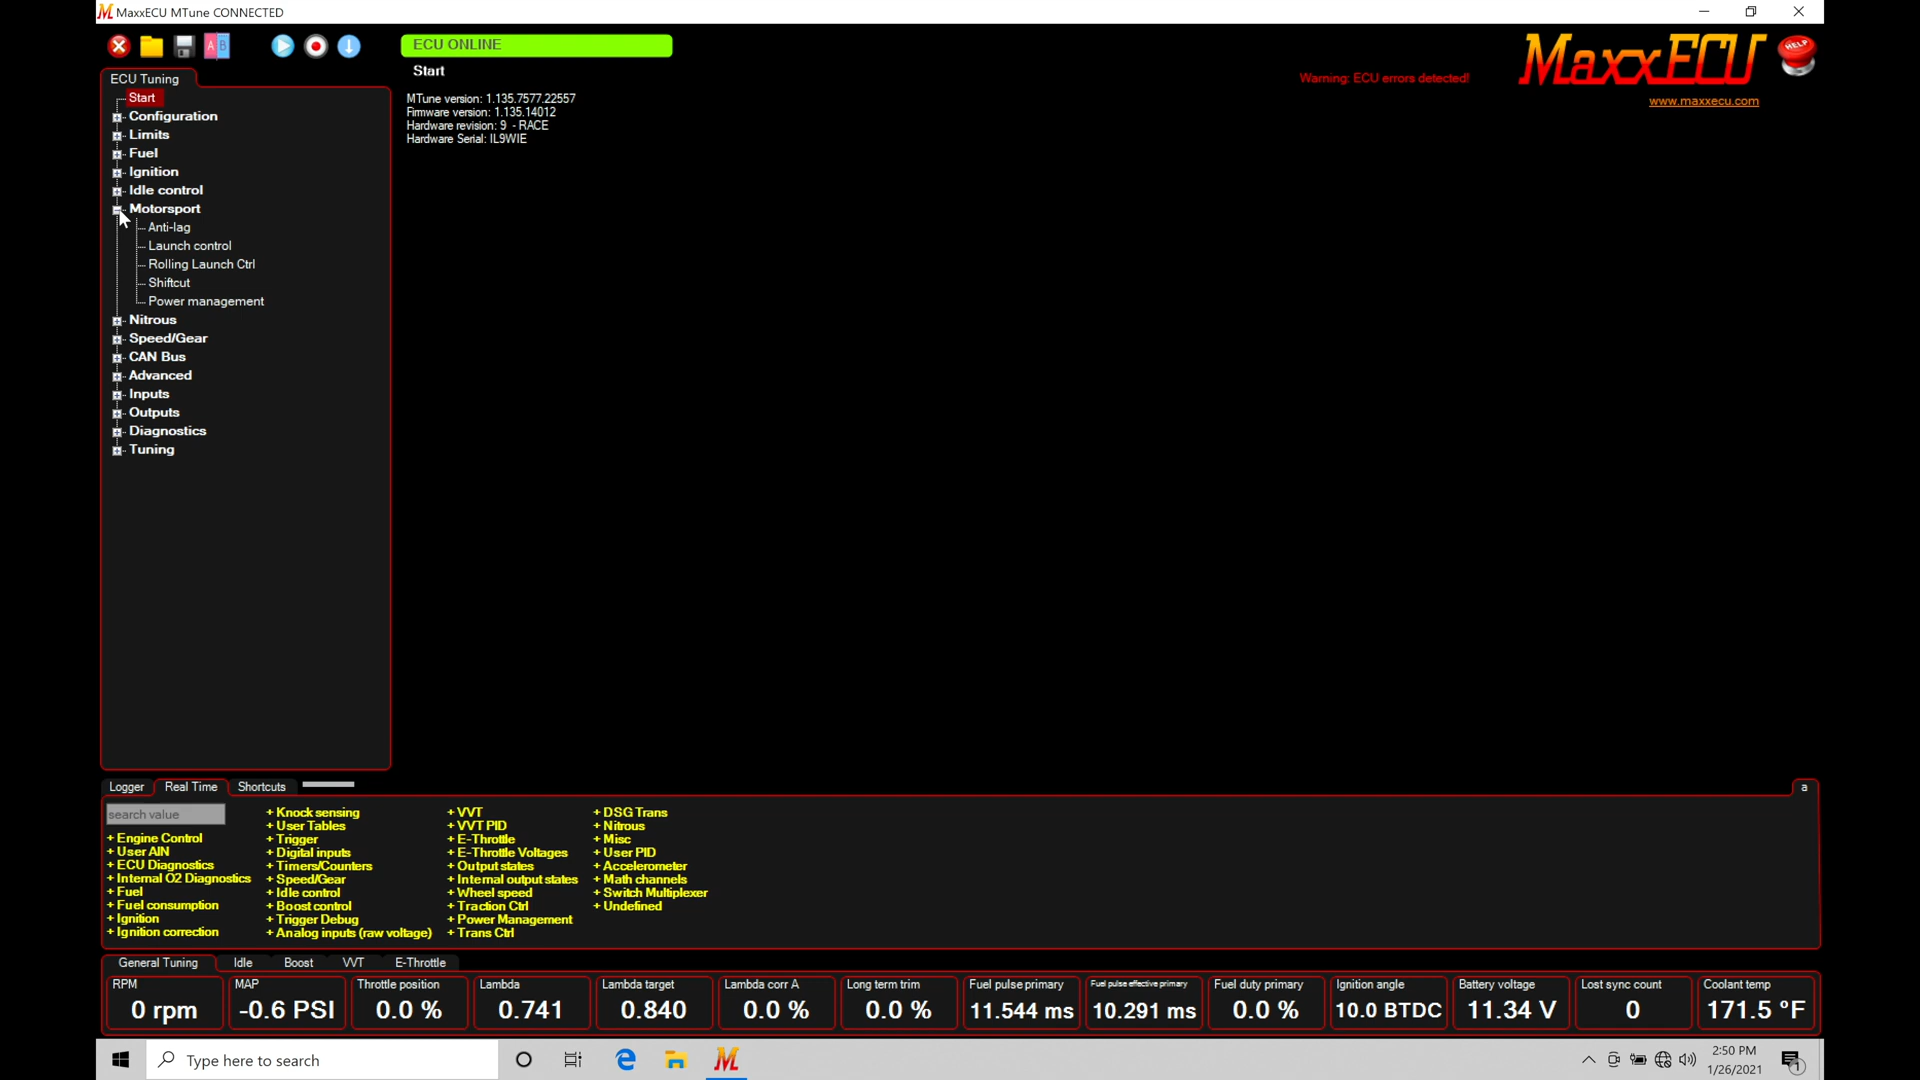 MaxxECU MTune CONNECTED
A B
ECU ONLINE
Start
Warning: ECU errors detected!
MaxxECU
HELP
www.maxxecu.com
MTune version: 1.135.7577.22557
Firmware version: 1.135.14012
Hardware revision: 9 - RACE
Hardware Serial: IL9WIE
ECU Tuning
Start
Configuration
Limits
Fuel
Ignition
Idle control
Motorsport
Anti-lag
Launch control
Rolling Launch Ctrl
Shiftcut
Power management
Nitrous
Speed/Gear
CAN Bus
Advanced
Inputs
Outputs
Diagnostics
Tuning
Logger Real Time Shortcuts a
search value
+ Engine Control
+ User AIN
+ ECU Diagnostics
+ Internal O2 Diagnostics
+ Fuel
+ Fuel consumption
+ Ignition
+ Ignition correction
+ Knock sensing
+ User Tables
+ Trigger
+ Digital inputs
+ Timers/Counters
+ Speed/Gear
+ Idle control
+ Boost control
+ Trigger Debug
+ Analog inputs (raw voltage)
+ VVT
+ VVT PID
+ E-Throttle
+ E-Throttle Voltages
+ Output states
+ Internal output states
+ Wheel speed
+ Traction Ctrl
+ Power Management
+ Trans Ctrl
+ DSG Trans
+ Nitrous
+ Misc
+ User PID
+ Accelerometer
+ Math channels
+ Switch Multiplexer
+ Undefined
General Tuning Idle Boost VVT E-Throttle
RPM
0 rpm
MAP
-0.6 PSI
Throttle position
0.0 %
Lambda
0.741
Lambda target
0.840
Lambda corr A
0.0 %
Long term trim
0.0 %
Fuel pulse primary
11.544 ms
Fuel pulse effective primary
10.291 ms
Fuel duty primary
0.0 %
Ignition angle
10.0 BTDC
Battery voltage
11.34 V
Lost sync count
0
Coolant temp
171.5 °F
Type here to search
2:50 PM
1/26/2021
1